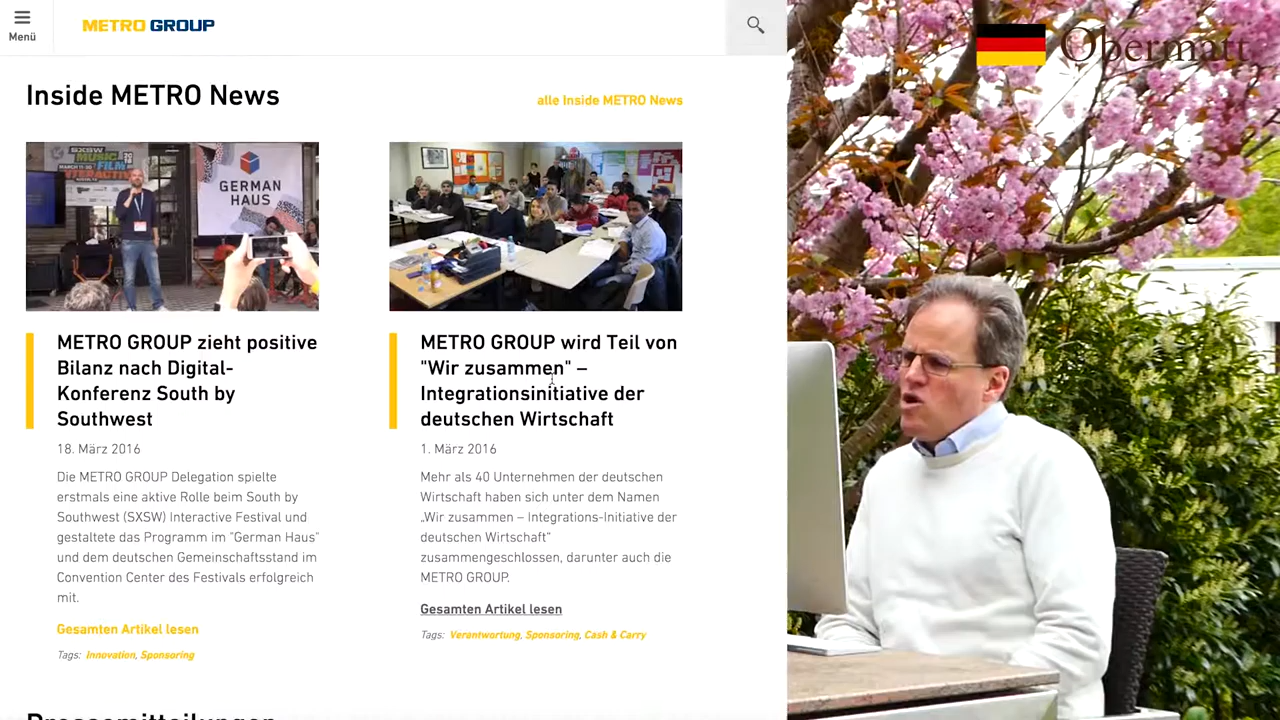 Menü
METRO GROUP
Obermatt
Inside METRO News
alle Inside METRO News
SXSW
MUSIC
FILM
INTERACTIVE
GERMAN
HAUS
METRO GROUP zieht positive
Bilanz nach Digital-
Konferenz South by
Southwest
18. März 2016
Die METRO GROUP Delegation spielte
erstmals eine aktive Rolle beim South by
Southwest (SXSW) Interactive Festival und
gestaltete das Programm im "German Haus"
und dem deutschen Gemeinschaftsstand im
Convention Center des Festivals erfolgreich
mit.
Gesamten Artikel lesen
Tags: Innovation, Sponsoring
METRO GROUP wird Teil von
"Wir zusammen" –
Integrationsinitiative der
deutschen Wirtschaft
1. März 2016
Mehr als 40 Unternehmen der deutschen
Wirtschaft haben sich unter dem Namen
„Wir zusammen – Integrations-Initiative der
deutschen Wirtschaft“
zusammengeschlossen, darunter auch die
METRO GROUP.
Gesamten Artikel lesen
Tags: Verantwortung, Sponsoring, Cash & Carry
Pressemitteilungen